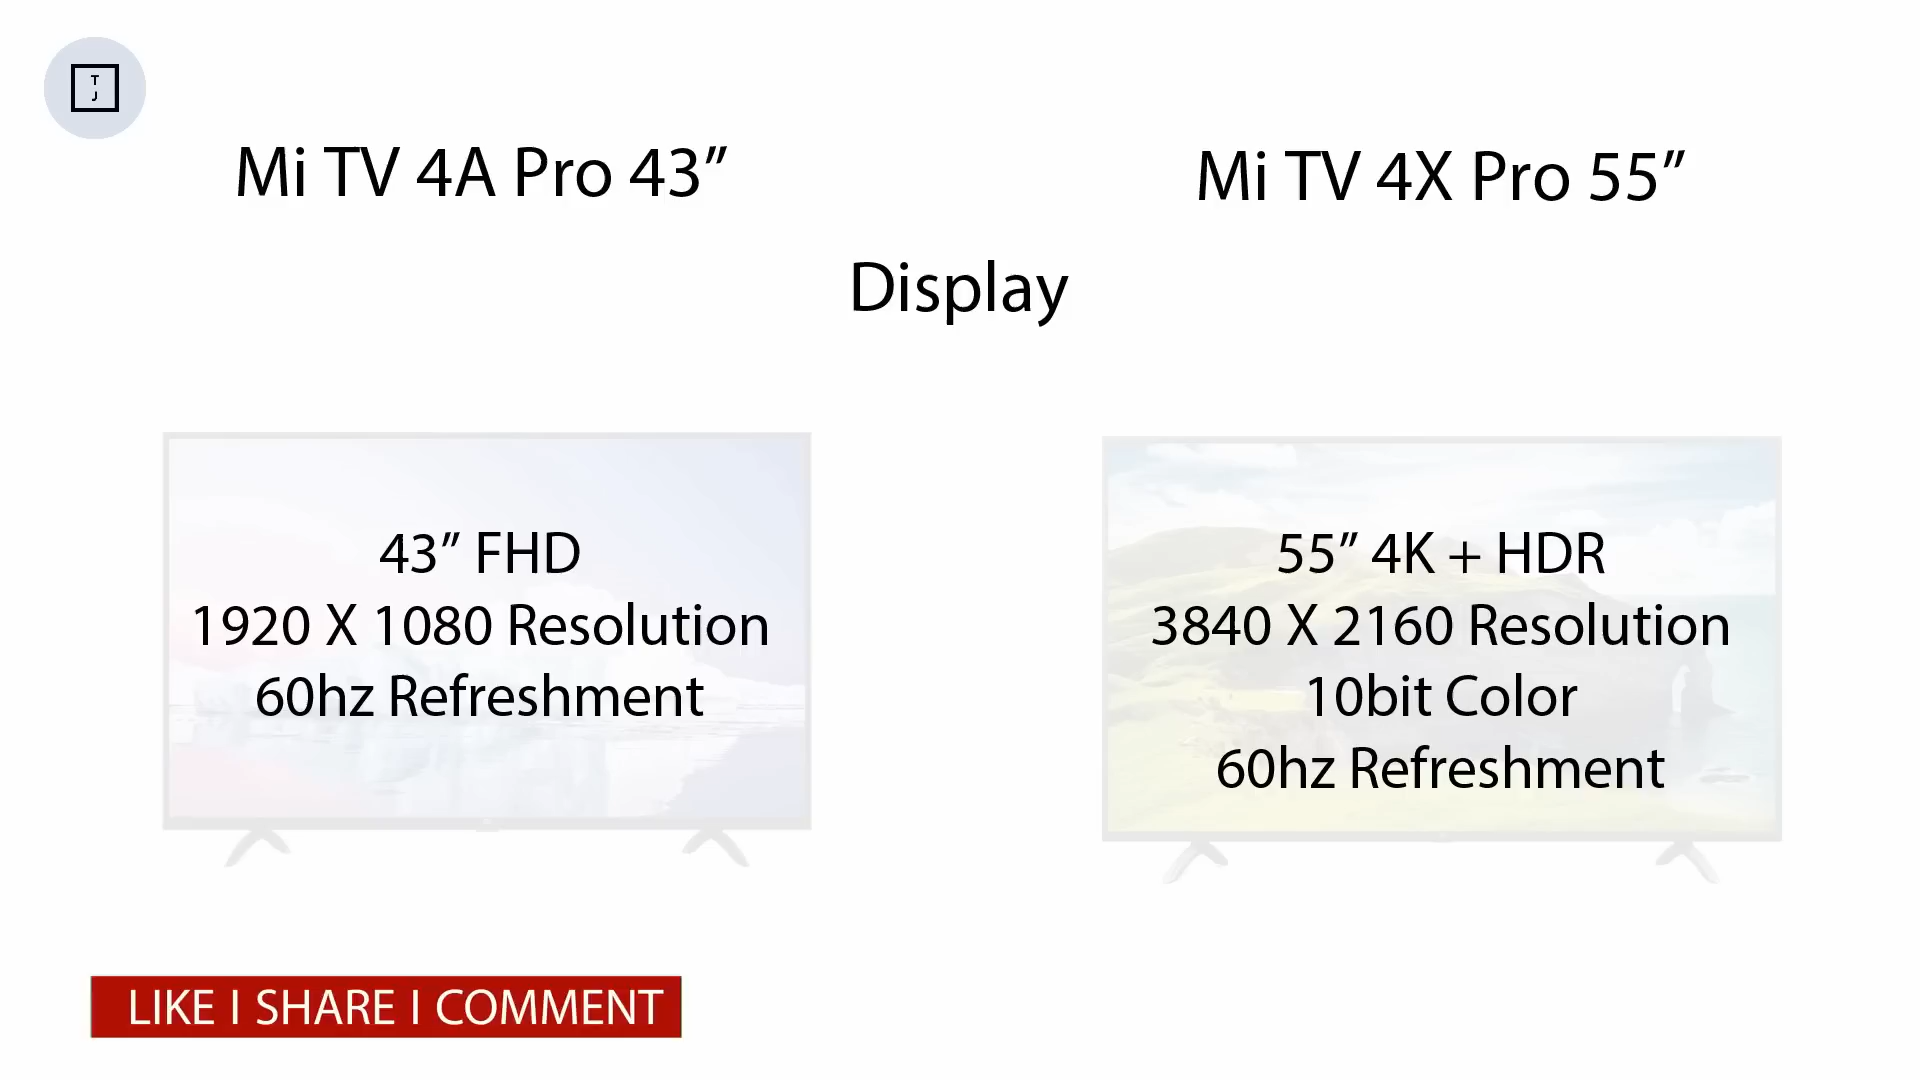 T
J
Mi TV 4A Pro 43”
Mi TV 4X Pro 55”
Display
43” FHD
1920 X 1080 Resolution
60hz Refreshment
55” 4K + HDR
3840 X 2160 Resolution
10bit Color
60hz Refreshment
LIKE I SHARE I COMMENT